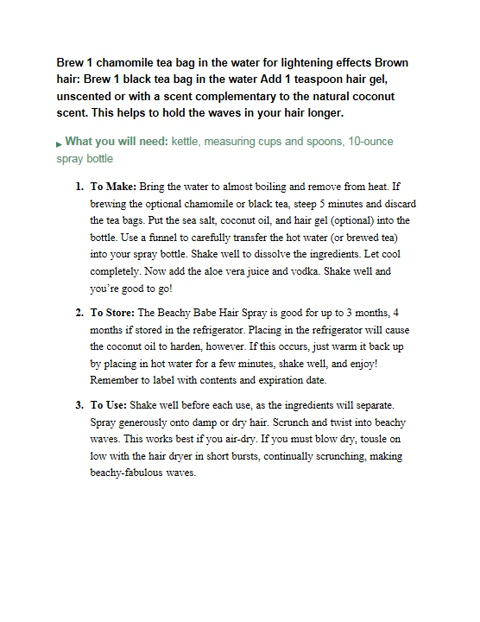 Brew 1 chamomile tea bag in the water for lightening effects Brown
hair: Brew 1 black tea bag in the water Add 1 teaspoon hair gel,
unscented or with a scent complementary to the natural coconut
scent. This helps to hold the waves in your hair longer.
What you will need: kettle, measuring cups and spoons, 10-ounce
spray bottle
1. To Make: Bring the water to almost boiling and remove from heat. If
brewing the optional chamomile or black tea, steep 5 minutes and discard
the tea bags. Put the sea salt, coconut oil, and hair gel (optional) into the
bottle. Use a funnel to carefully transfer the hot water (or brewed tea)
into your spray bottle. Shake well to dissolve the ingredients. Let cool
completely. Now add the aloe vera juice and vodka. Shake well and
you're good to go!
2. To Store: The Beachy Babe Hair Spray is good for up to 3 months, 4
months if stored in the refrigerator. Placing in the refrigerator will cause
the coconut oil to harden, however. If this occurs, just warm it back up
by placing in hot water for a few minutes, shake well, and enjoy!
Remember to label with contents and expiration date.
3. To Use: Shake well before each use, as the ingredients will separate.
Spray generously onto damp or dry hair. Scrunch and twist into beachy
waves. This works best if you air-dry. If you must blow dry, tousle on
low with the hair dryer in short bursts, continually scrunching, making
beachy-fabulous waves.